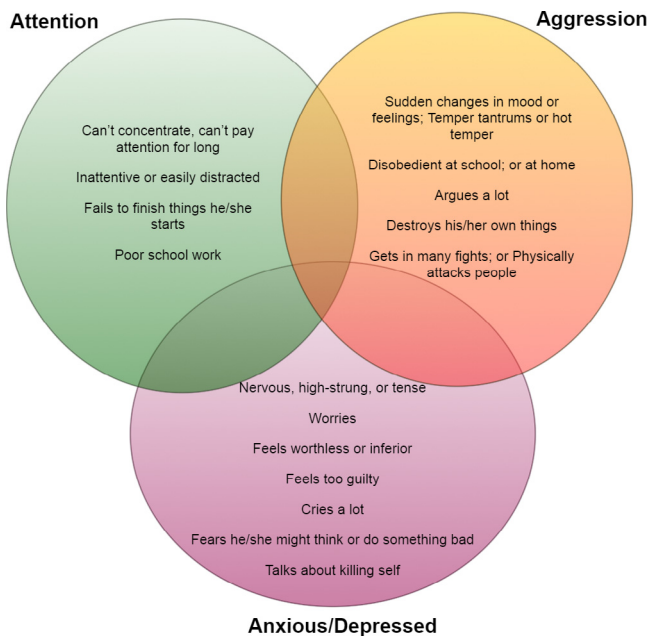 Attention
Aggression
Can't concentrate, can't pay
attention for long
Inattentive or easily distracted
Fails to finish things he/she
starts
Poor school work
Sudden changes in mood or
feelings; Temper tantrums or hot
temper
Disobedient at school; or at home
Argues a lot
Destroys his/her own things
Gets in many fights; or Physically
attacks people
Nervous, high-strung, or tense
Worries
Feels worthless or inferior
Feels too guilty
Cries a lot
Fears he/she might think or do something bad
Talks about killing self
Anxious/Depressed